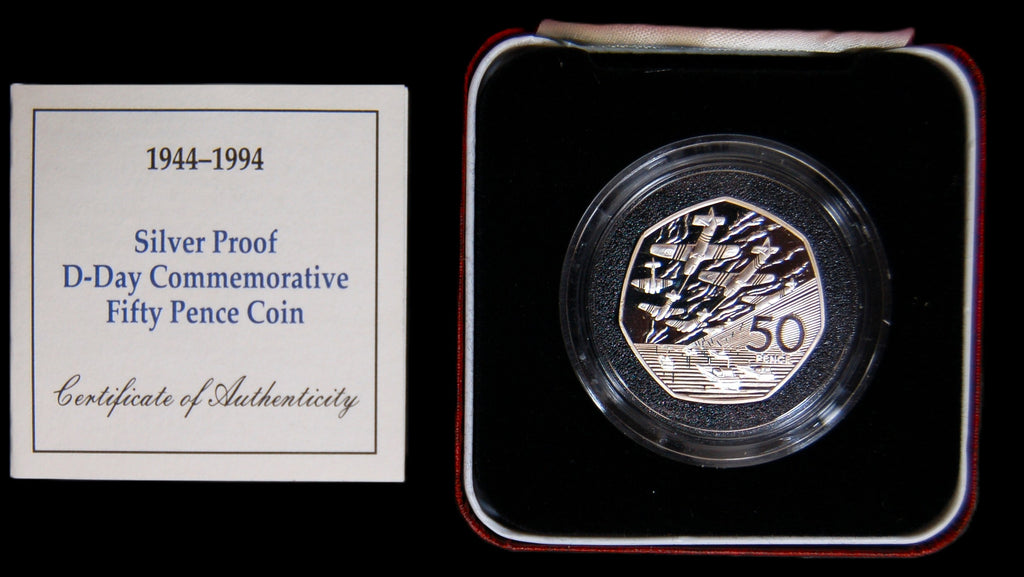 1944–1994
Silver Proof
D-Day Commemorative
Fifty Pence Coin
Certificate of Authenticity
50
PENCE